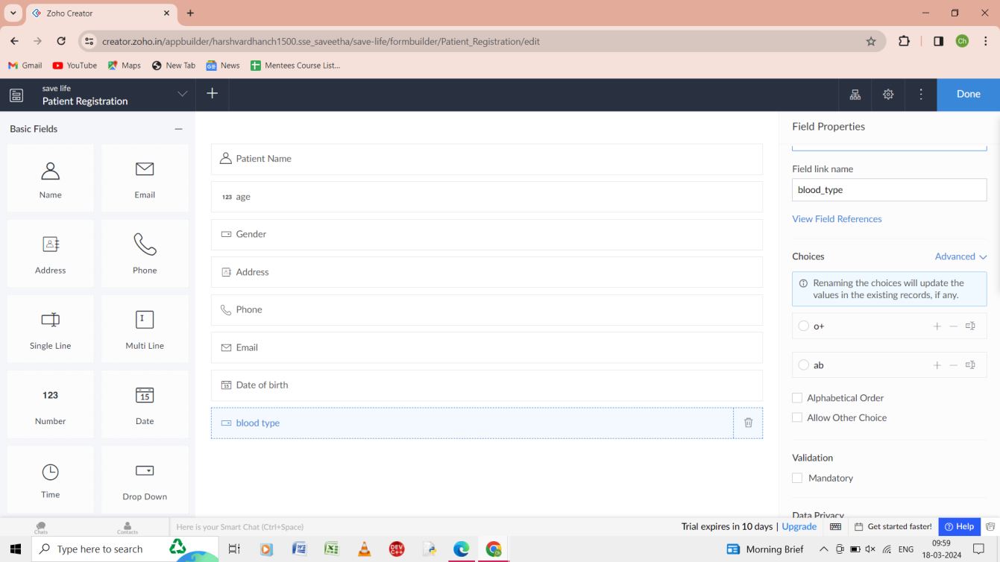 Zoho Creator
creator.zoho.in/appbuilder/harshvardhanch1500.sse_saveetha/save-life/formbuilder/Patient_Registration/edit
Ch
Gmail YouTube Maps New Tab News Mentees Course List...
save life
Patient Registration
Done
Basic Fields
Name
Email
Address
Phone
Single Line
Multi Line
123
Number
15
Date
Time
Drop Down
Patient Name
123 age
Gender
Address
Phone
Email
15 Date of birth
blood type
Field Properties
Field link name
blood_type
View Field References
Choices Advanced
Renaming the choices will update the
values in the existing records, if any.
o+
ab
Alphabetical Order
Allow Other Choice
Validation
Mandatory
Data Privacy
Chats
Contacts
Here is your Smart Chat (Ctrl+Space)
Trial expires in 10 days | Upgrade
Get started faster!
Help
Type here to search
DEV C++
Morning Brief
ENG
09:59
18-03-2024